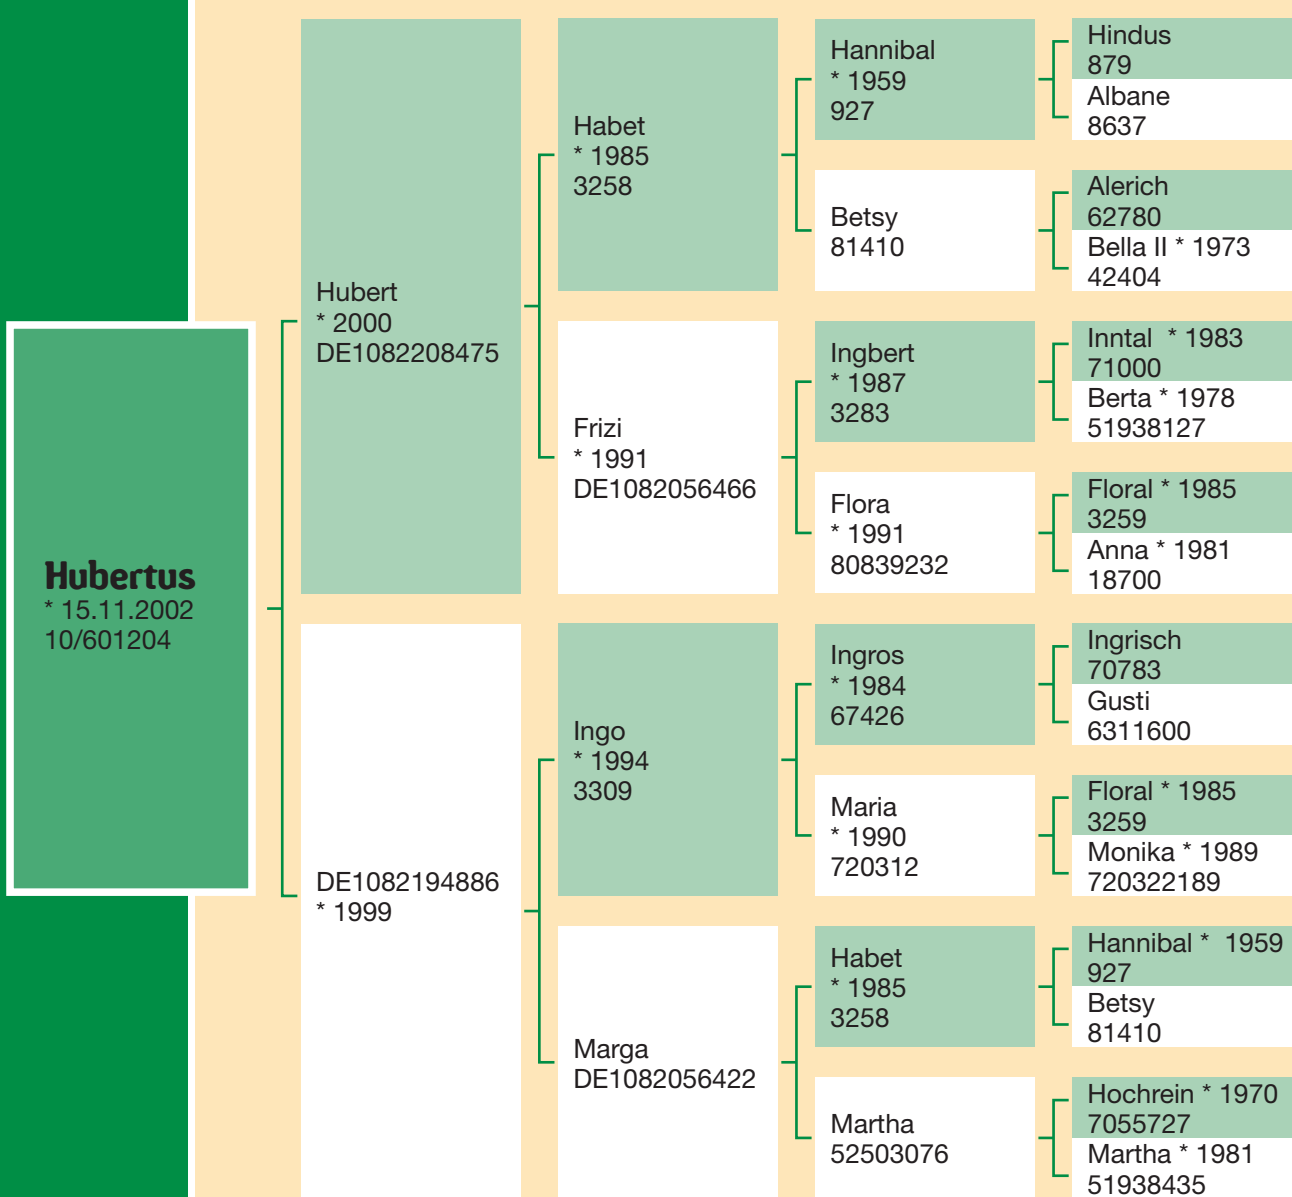 Hubertus
* 15.11.2002
10/601204
Hubert
* 2000
DE1082208475
DE1082194886
* 1999
Habet
* 1985
3258
Frizi
* 1991
DE1082056466
Ingo
* 1994
3309
Marga
DE1082056422
Hannibal
* 1959
927
Betsy
81410
Ingbert
* 1987
3283
Flora
* 1991
80839232
Ingros
* 1984
67426
Maria
* 1990
720312
Habet
* 1985
3258
Martha
52503076
Hindus
879
Albane
8637
Alerich
62780
Bella II * 1973
42404
Inntal * 1983
71000
Berta * 1978
51938127
Floral * 1985
3259
Anna * 1981
18700
Ingrisch
70783
Gusti
6311600
Floral * 1985
3259
Monika * 1989
720322189
Hannibal * 1959
927
Betsy
81410
Hochrein * 1970
7055727
Martha * 1981
51938435